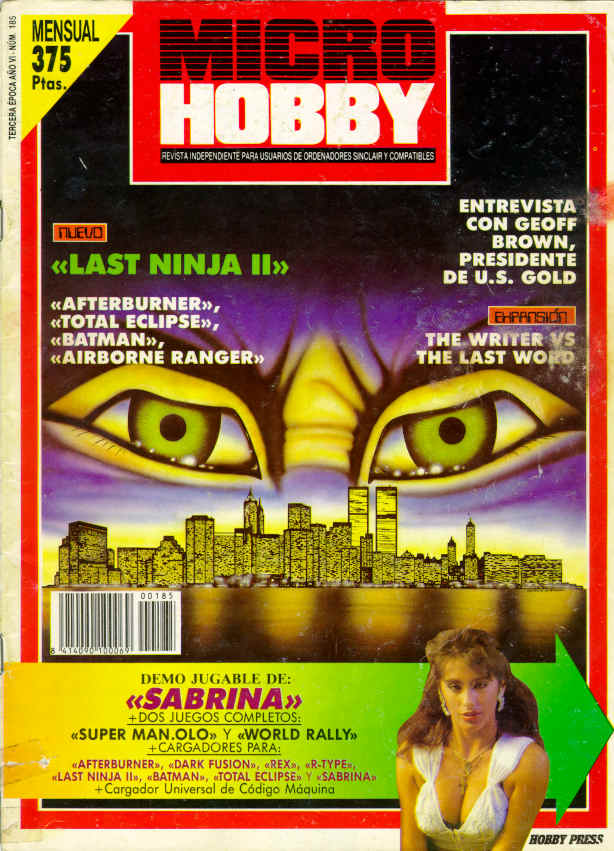 TERCERA ÉPOCA AÑO VI - NÚM. 185
MENSUAL
375
Ptas.
MICRO
HOBBY
REVISTA INDEPENDIENTE PARA USUARIOS DE ORDENADORES SINCLAIR Y COMPATIBLES
NUEVO
«LAST NINJA II»
«AFTERBURNER»,
«TOTAL ECLIPSE»,
«BATMAN»,
«AIRBORNE RANGER»
ENTREVISTA
CON GEOFF
BROWN,
PRESIDENTE
DE U.S. GOLD
EXPANSIÓN
THE WRITER VS
THE LAST WORD
00185
8 414090 100069
DEMO JUGABLE DE:
«SABRINA»
+DOS JUEGOS COMPLETOS:
«SUPER MAN.OLO» Y «WORLD RALLY»
+CARGADORES PARA:
«AFTERBURNER», «DARK FUSION», «REX», «R-TYPE»,
«LAST NINJA II», «BATMAN», «TOTAL ECLIPSE» Y «SABRINA»
+Cargador Universal de Código Máquina
HOBBY PRESS